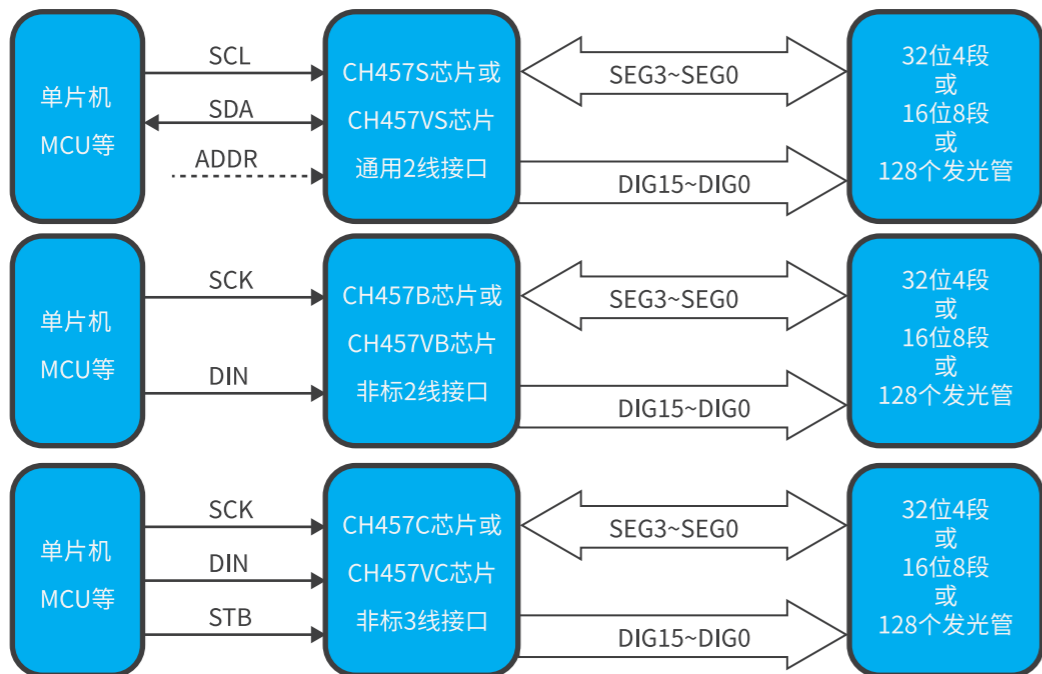 单片机
MCU等
SCL
SDA
ADDR
CH457S芯片或
CH457VS芯片
通用2线接口
SEG3~SEG0
DIG15~DIG0
32位4段
或
16位8段
或
128个发光管
单片机
MCU等
SCK
DIN
CH457B芯片或
CH457VB芯片
非标2线接口
SEG3~SEG0
DIG15~DIG0
32位4段
或
16位8段
或
128个发光管
单片机
MCU等
SCK
DIN
STB
CH457C芯片或
CH457VC芯片
非标3线接口
SEG3~SEG0
DIG15~DIG0
32位4段
或
16位8段
或
128个发光管